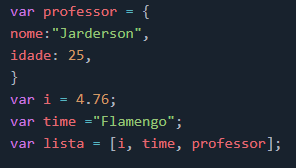 var professor = {
nome:"Jarderson",
idade: 25,
}
var i = 4.76;
var time ="Flamengo";
var lista = [i, time, professor];